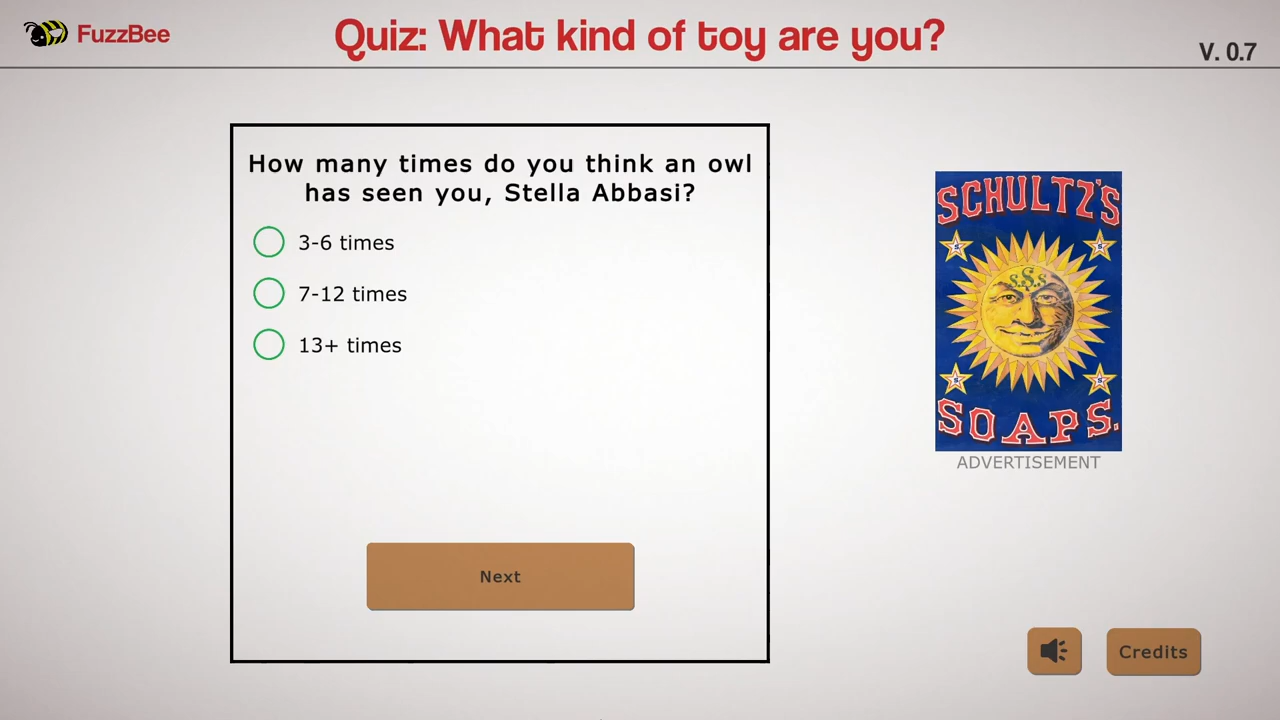 FuzzBee
Quiz: What kind of toy are you?
V. 0.7
How many times do you think an owl
has seen you, Stella Abbasi?
3-6 times
7-12 times
13+ times
Next
SCHULTZ'S
S.S.S
SOAPS.
ADVERTISEMENT
Credits